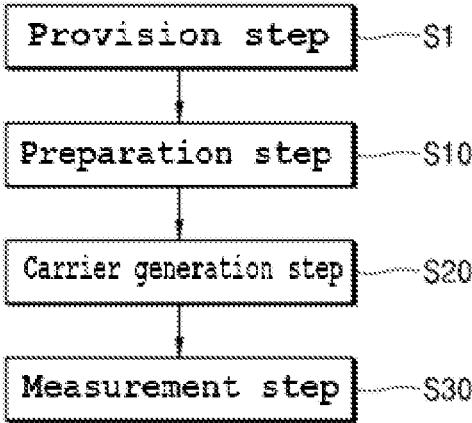 Provision step S1
Preparation step S10
Carrier generation step S20
Measurement step S30